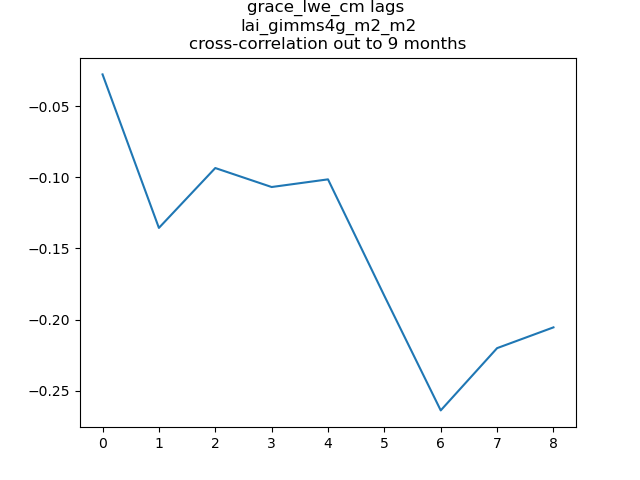 grace_lwe_cm lags
lai_gimms4g_m2_m2
cross-correlation out to 9 months
−0.05
−0.10
−0.15
−0.20
−0.25
0 1 2 3 4 5 6 7 8